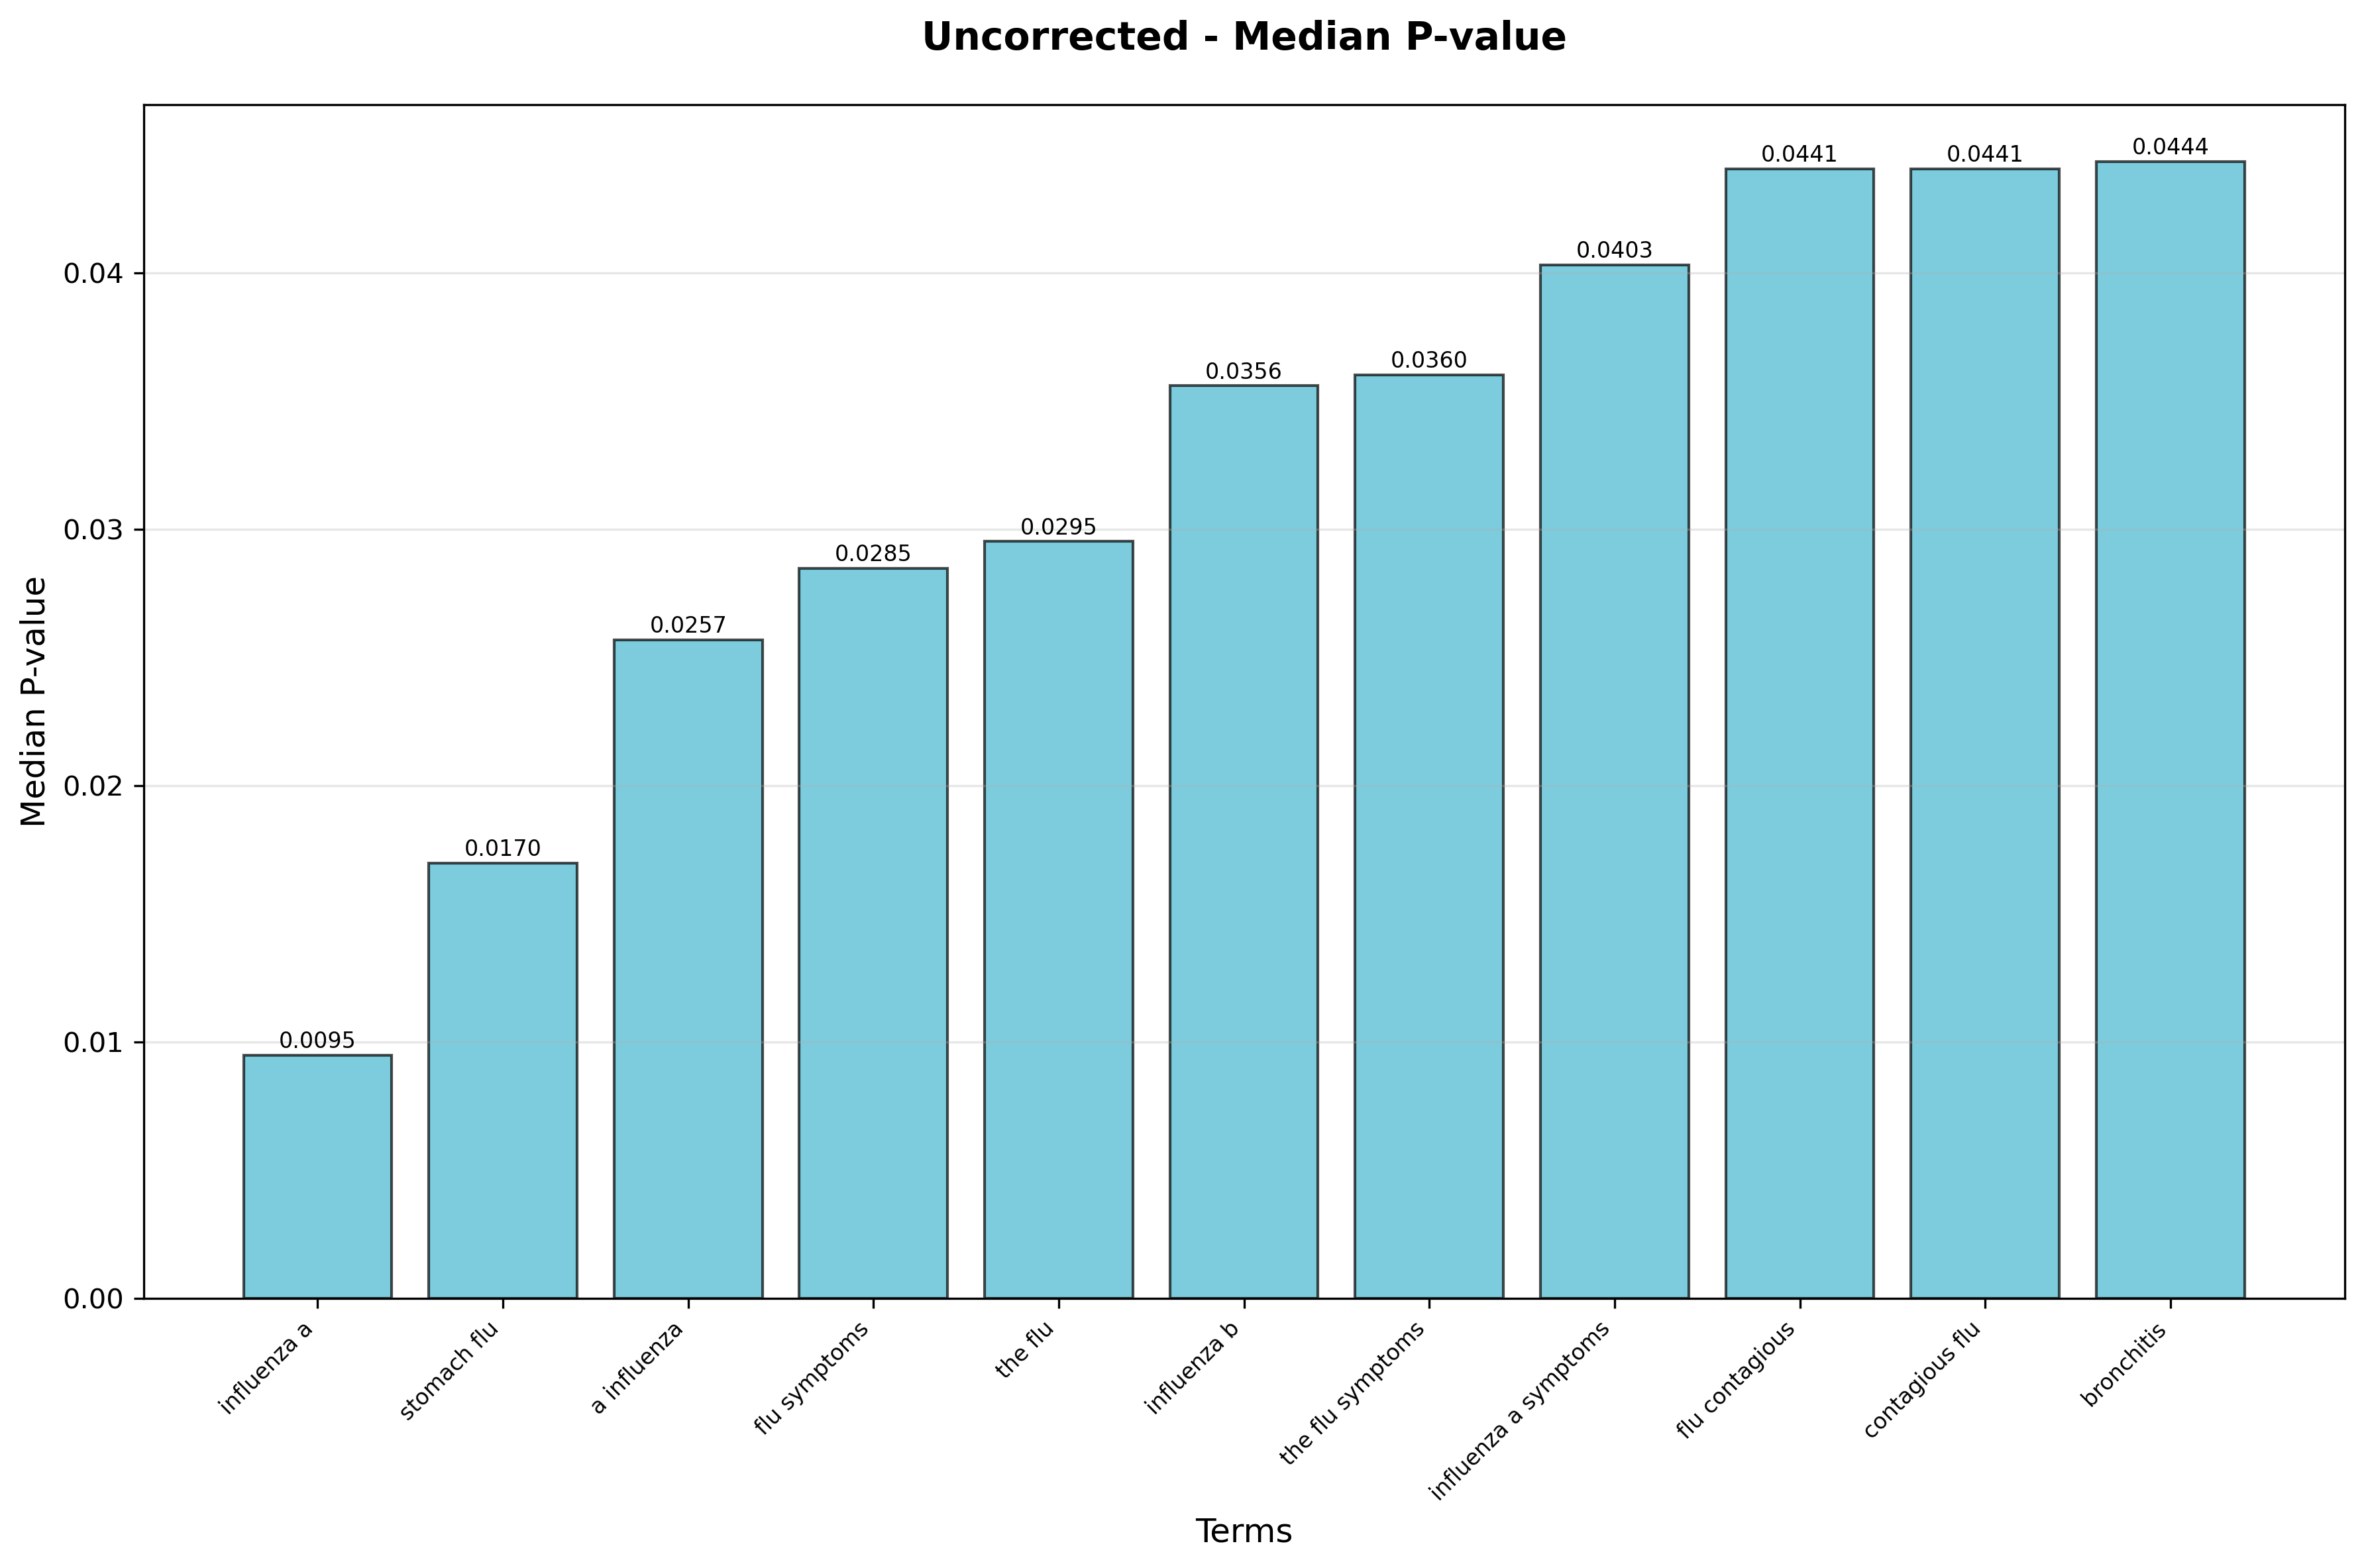 Uncorrected - Median P-value
Median P-value
0.04
0.03
0.02
0.01
0.00
0.0095
0.0170
0.0257
0.0285
0.0295
0.0356
0.0360
0.0403
0.0441
0.0441
0.0444
influenza a
stomach flu
a influenza
flu symptoms
the flu
influenza b
the flu symptoms
influenza a symptoms
flu contagious
contagious flu
bronchitis
Terms